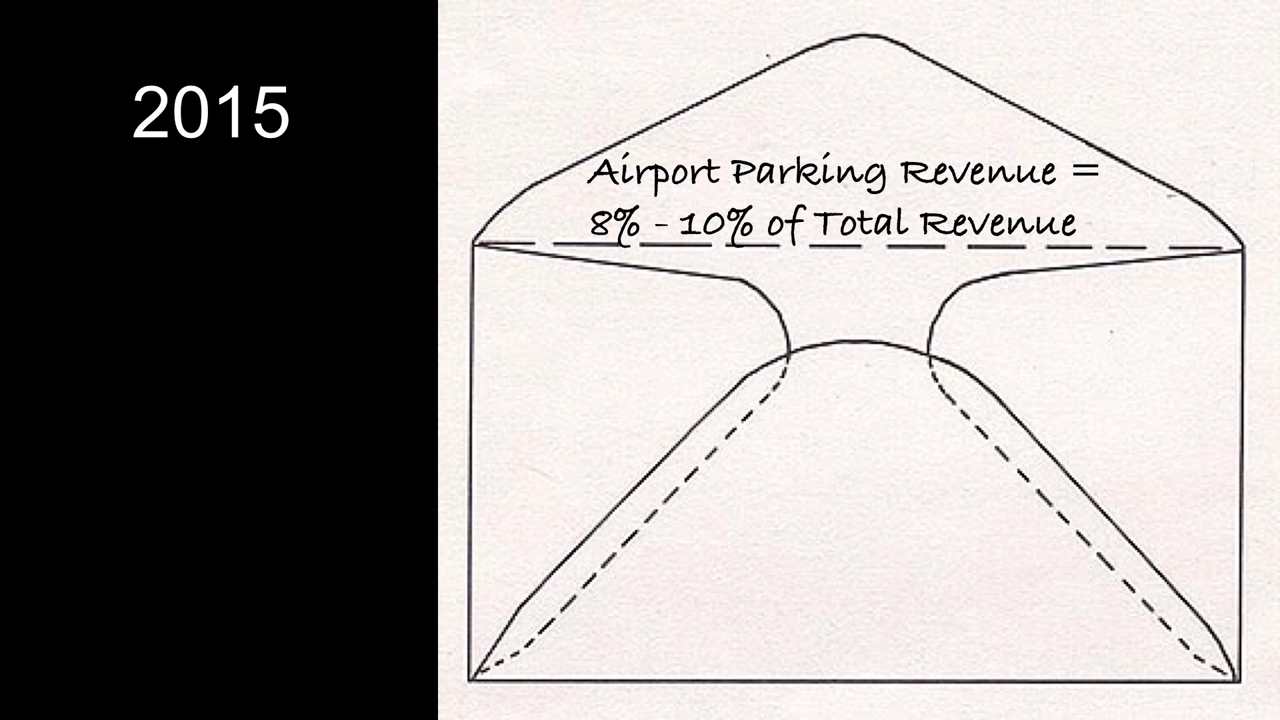 2015
Airport Parking Revenue =
8% - 10% of Total Revenue